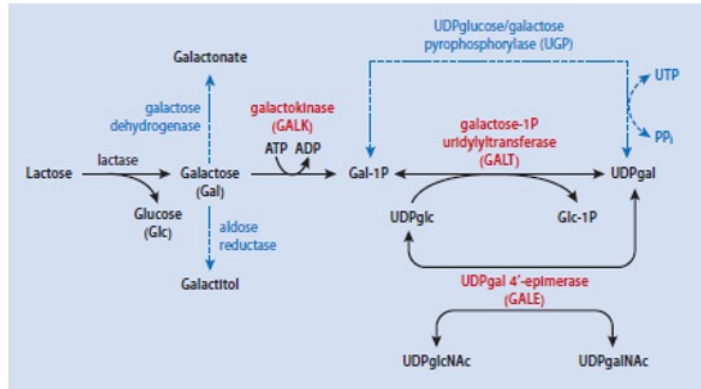 UDPglucose/galactose
pyrophosphorylase (UGP)
Galactonate
UTP
galactose
dehydrogenase
galactokinase
(GALK)
galactose-1P
uridylyltransferase
(GALT)
PPi
ATP ADP
lactase
Lactose
Galactose
(Gal)
Gal-1P
UDPgal
Glucose
(Glc)
UDPglc
Glc-1P
aldose
reductase
Galactitol
UDPgal 4'-epimerase
(GALE)
UDPglcNAc
UDPgalNAc